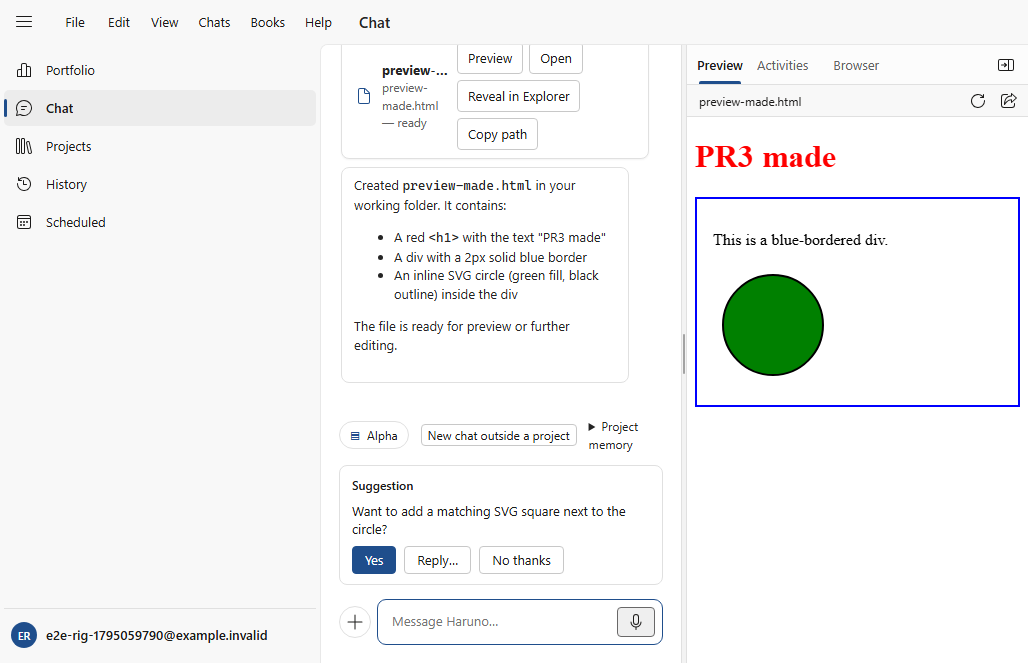 File Edit View Chats Books Help Chat
Portfolio
Chat
Projects
History
Scheduled
ER e2e-rig-1795059790@example.invalid
preview-...
preview-
made.html
— ready
Preview Open
Reveal in Explorer
Copy path
Created preview-made.html in your
working folder. It contains:
• A red <h1> with the text "PR3 made"
• A div with a 2px solid blue border
• An inline SVG circle (green fill, black
outline) inside the div
The file is ready for preview or further
editing.
Alpha New chat outside a project ▶ Project
memory
Suggestion
Want to add a matching SVG square next to the
circle?
Yes Reply... No thanks
Message Haruno...
Preview Activities Browser
preview-made.html
PR3 made
This is a blue-bordered div.